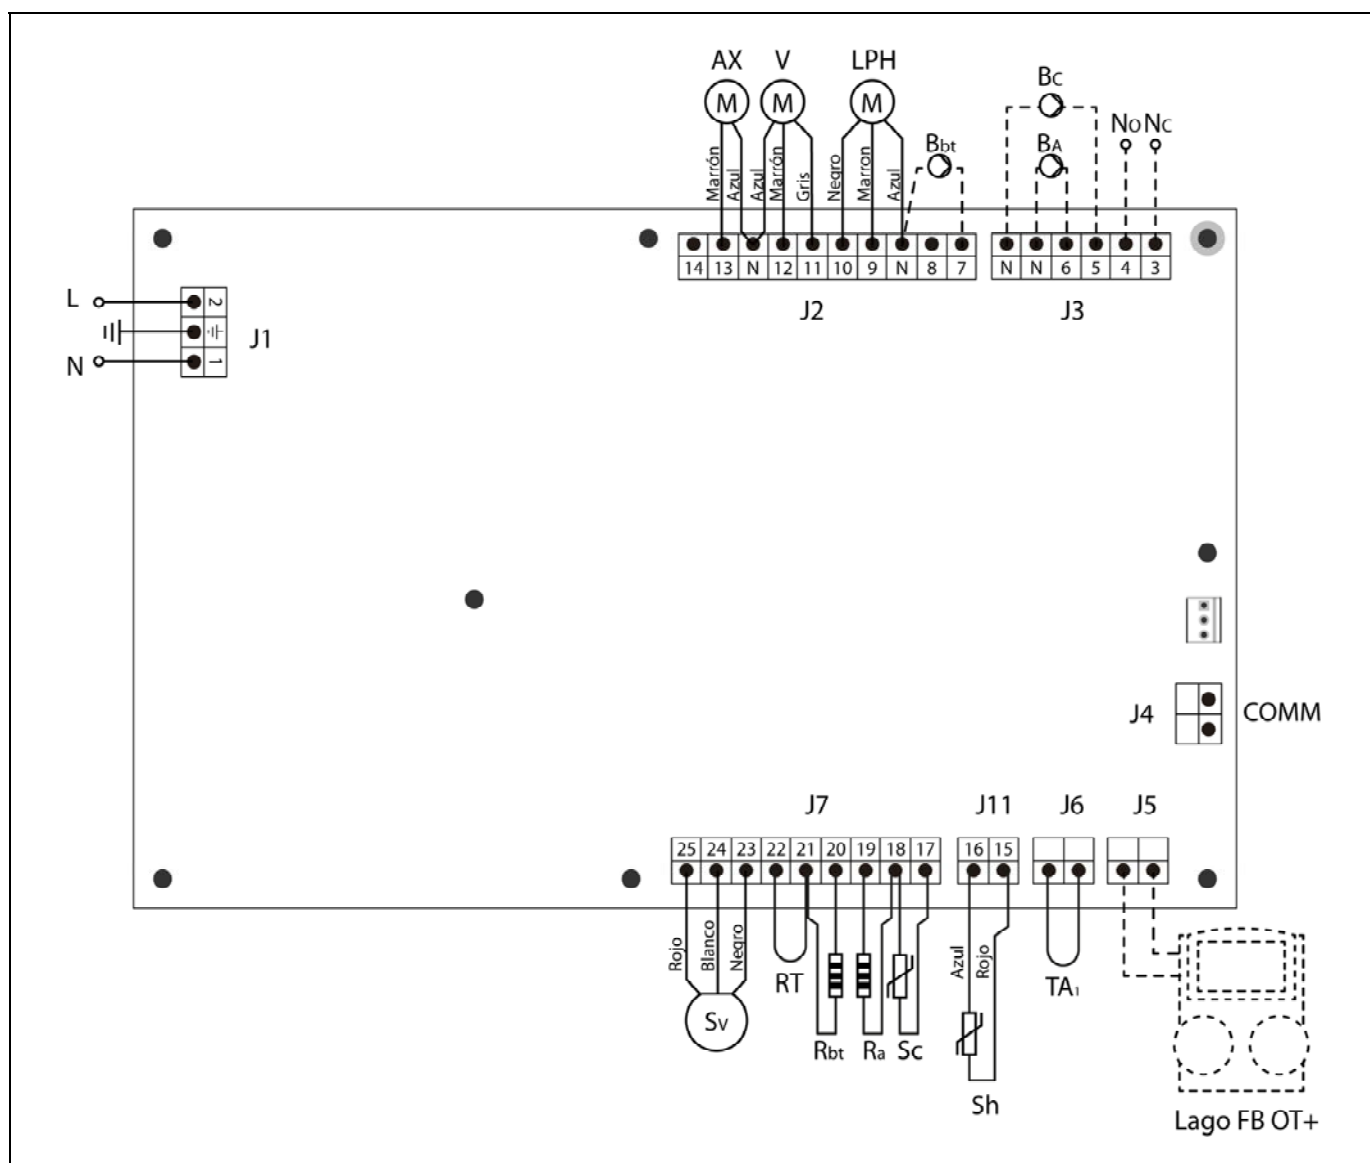 AX V LPH
Bc
No Nc
Bbt
BA
Marrón
Azul
Azul
Marrón
Gris
Negro
Marron
Azul
14 13 N 12 11 10 9 N 8 7
N N 6 5 4 3
M M M
J2
J3
L
N
2
1
J1
J4 COMM
J7 J11 J6 J5
25 24 23 22 21 20 19 18 17
16 15
Rojo
Blanco
Negro
Azul
Rojo
RT
TA1
Sv
Rbt Ra Sc
Sh
Lago FB OT+